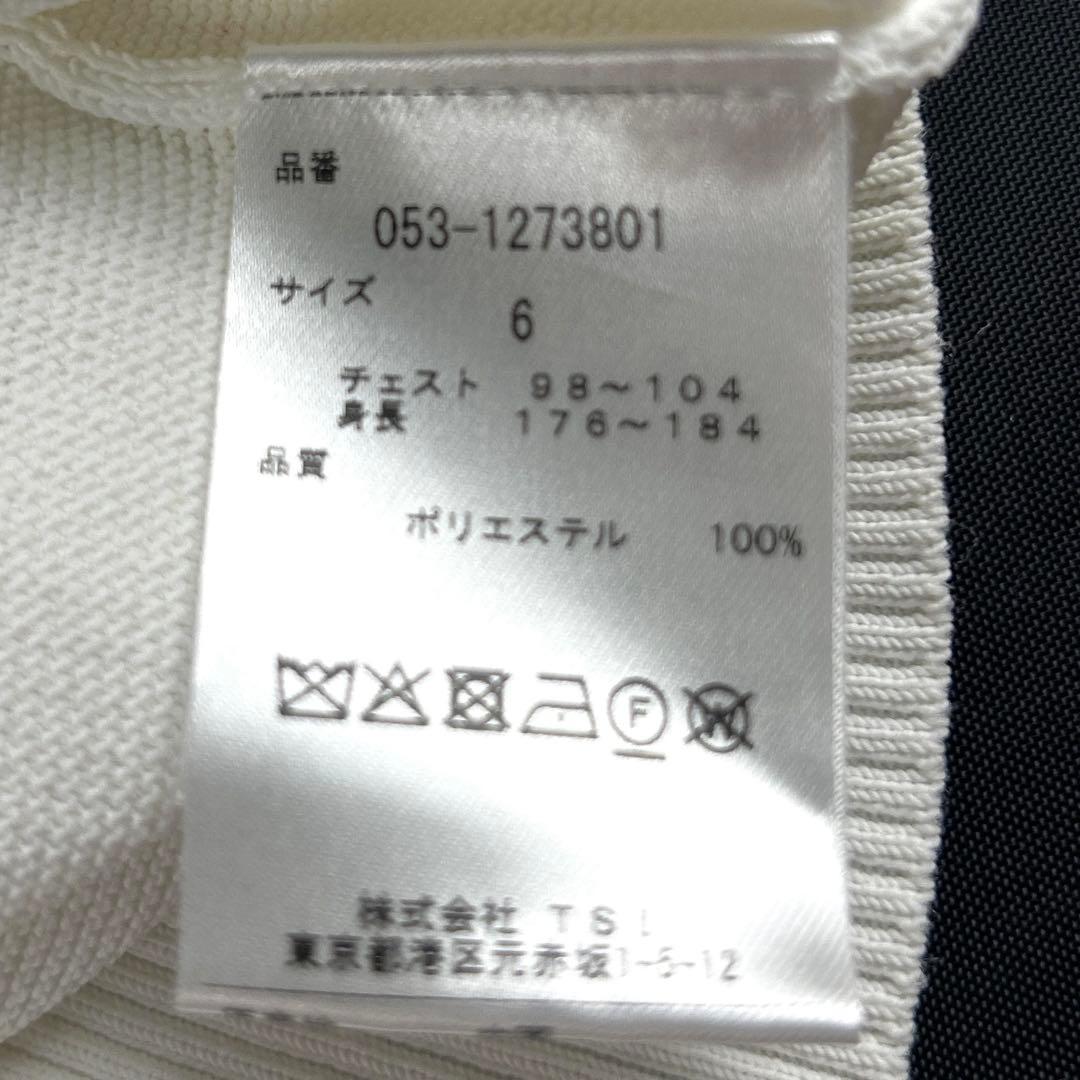 品番
053-1273801
サイズ
6
チェスト 98~104
身長 176~184
品質
ポリエステル 100%
F
W
株式会社 TSI
東京都港区元赤坂1-5-12